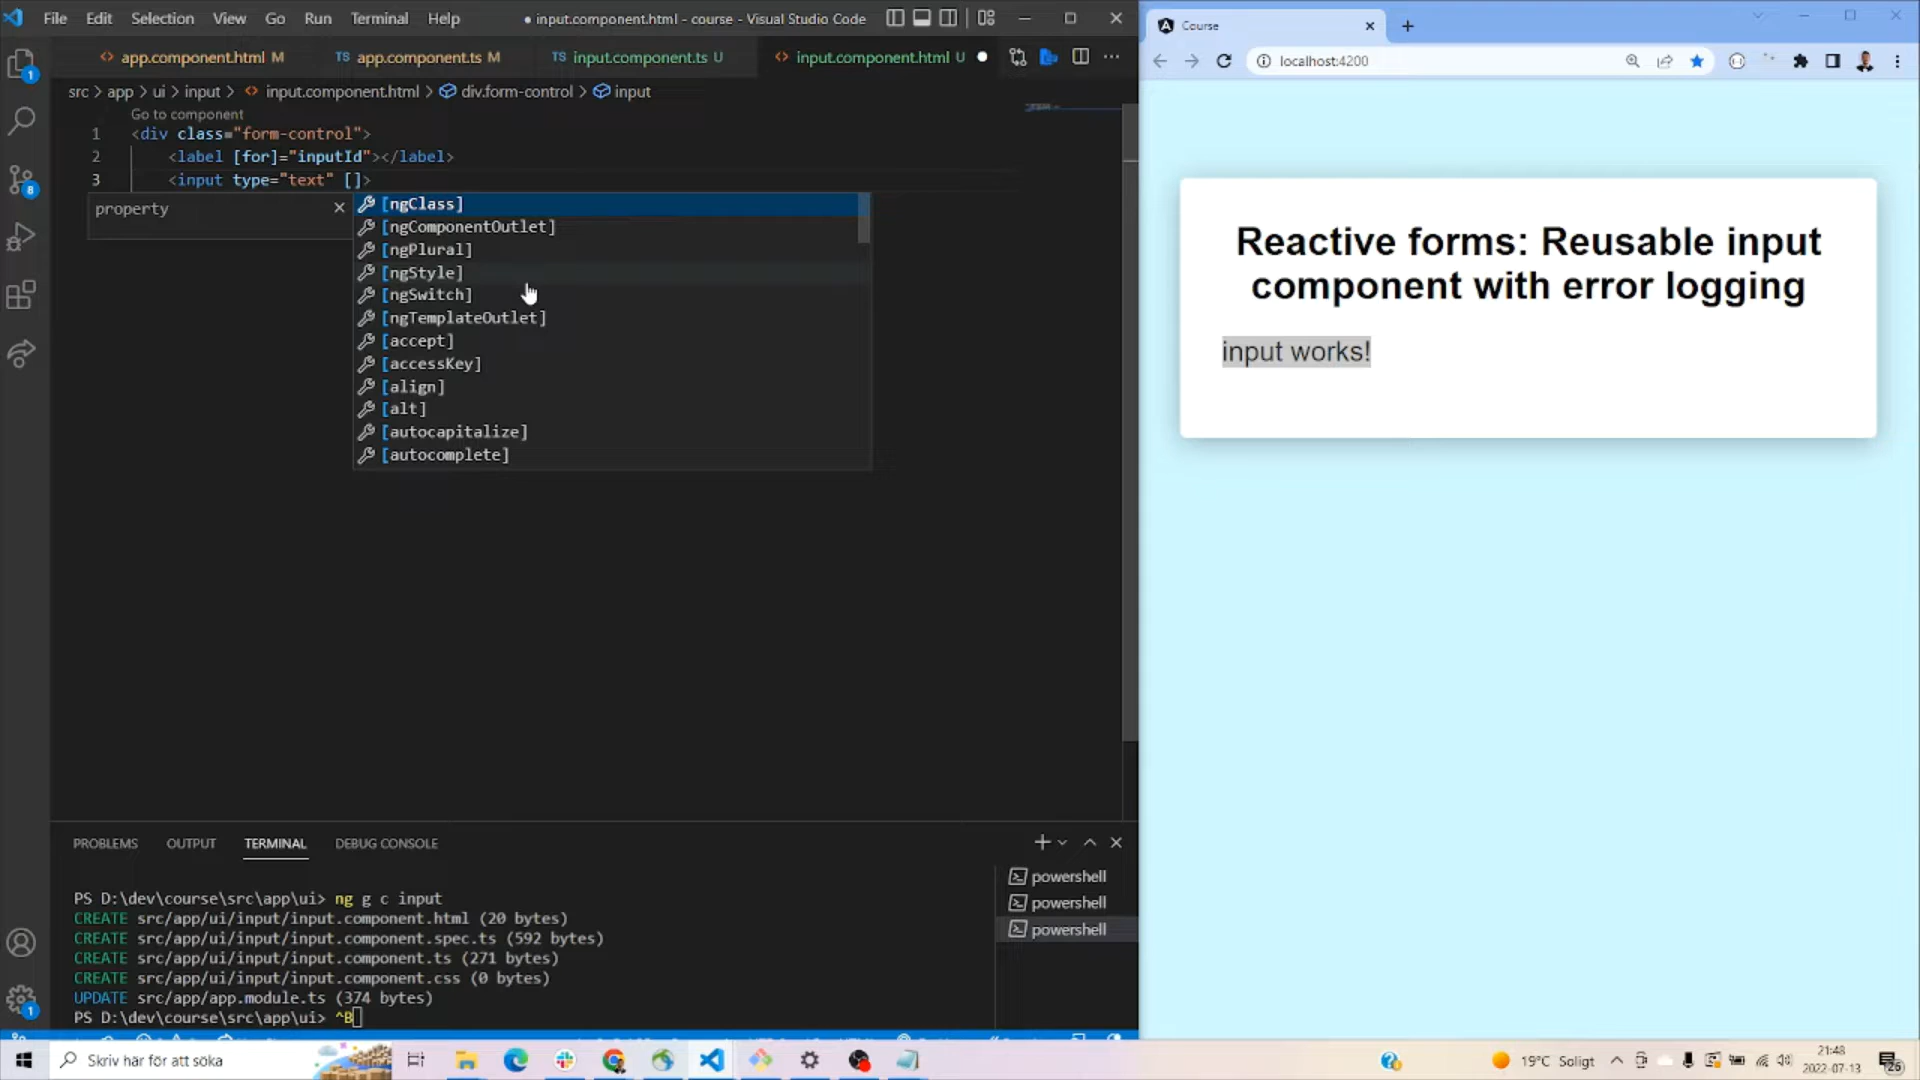 File Edit Selection View Go Run Terminal Help
● input.component.html - course - Visual Studio Code
app.component.html M
TS app.component.ts M
TS input.component.ts U
input.component.html U ●
src > app > ui > input > input.component.html > div.form-control > input
Go to component
1 <div class="form-control">
2 <label [for]="inputId"></label>
3 <input type="text" []>
property
[ngClass]
[ngComponentOutlet]
[ngPlural]
[ngStyle]
[ngSwitch]
[ngTemplateOutlet]
[accept]
[accessKey]
[align]
[alt]
[autocapitalize]
[autocomplete]
1
8
1
PROBLEMS OUTPUT TERMINAL DEBUG CONSOLE
PS D:\dev\course\src\app\ui> ng g c input
CREATE src/app/ui/input/input.component.html (20 bytes)
CREATE src/app/ui/input/input.component.spec.ts (592 bytes)
CREATE src/app/ui/input/input.component.ts (271 bytes)
CREATE src/app/ui/input/input.component.css (0 bytes)
UPDATE src/app/app.module.ts (374 bytes)
PS D:\dev\course\src\app\ui> ^B
powershell
powershell
powershell
Course
localhost:4200
Reactive forms: Reusable input
component with error logging
input works!
Skriv här för att söka
19°C Soligt
21:48
2022-07-13
26